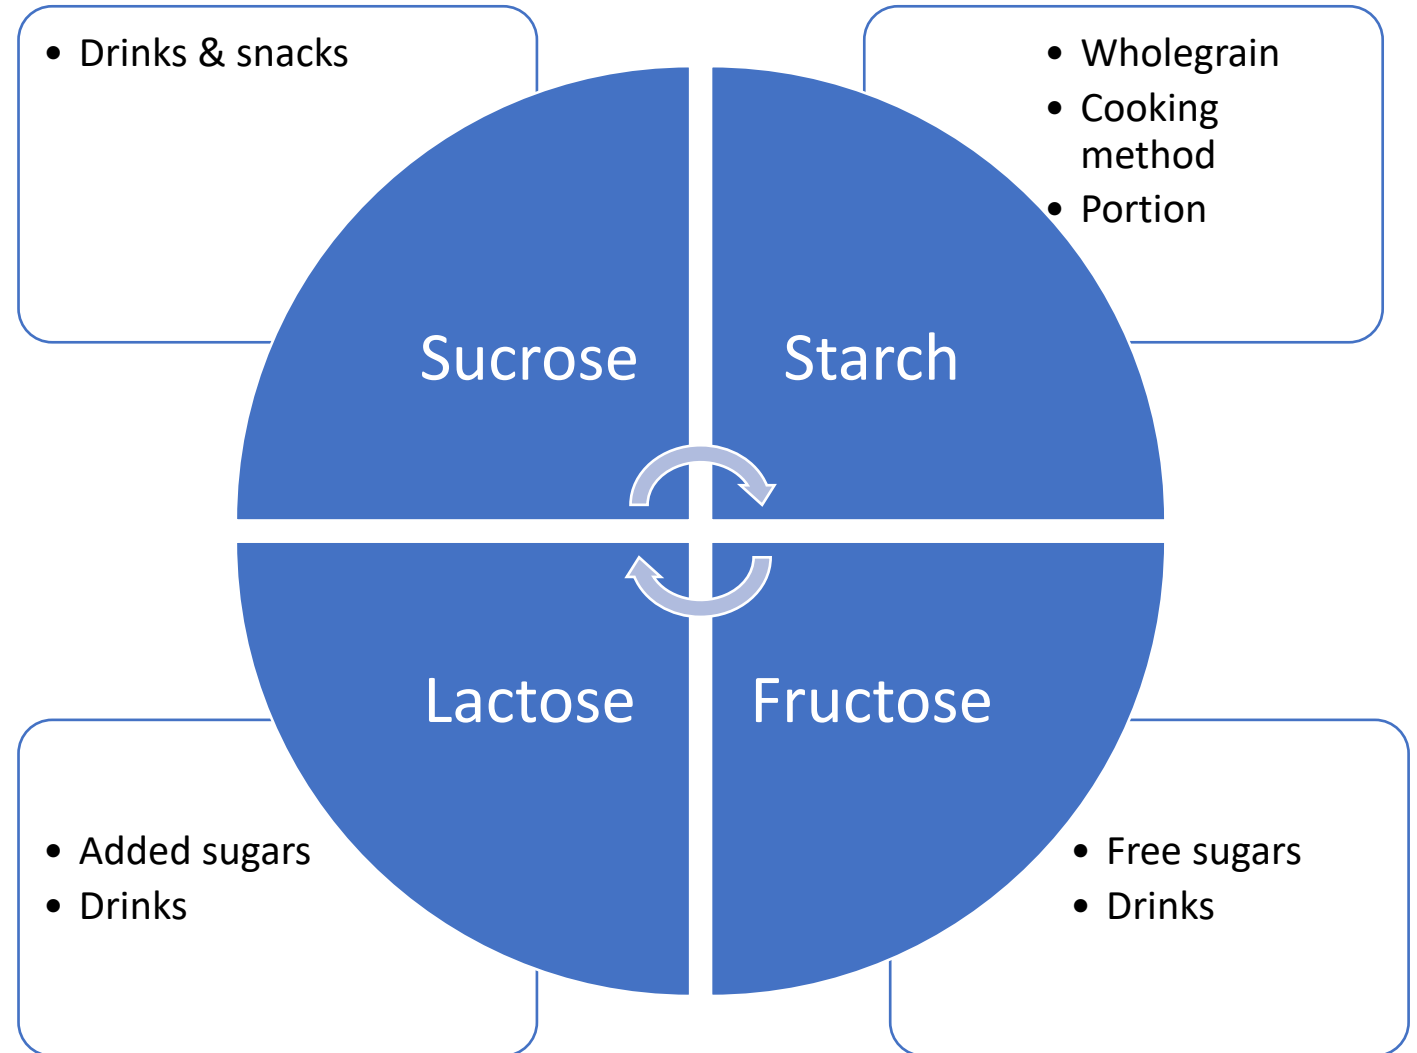 • Drinks & snacks
• Wholegrain
• Cooking
method
• Portion
Sucrose
Starch
Lactose
Fructose
• Added sugars
• Drinks
• Free sugars
• Drinks